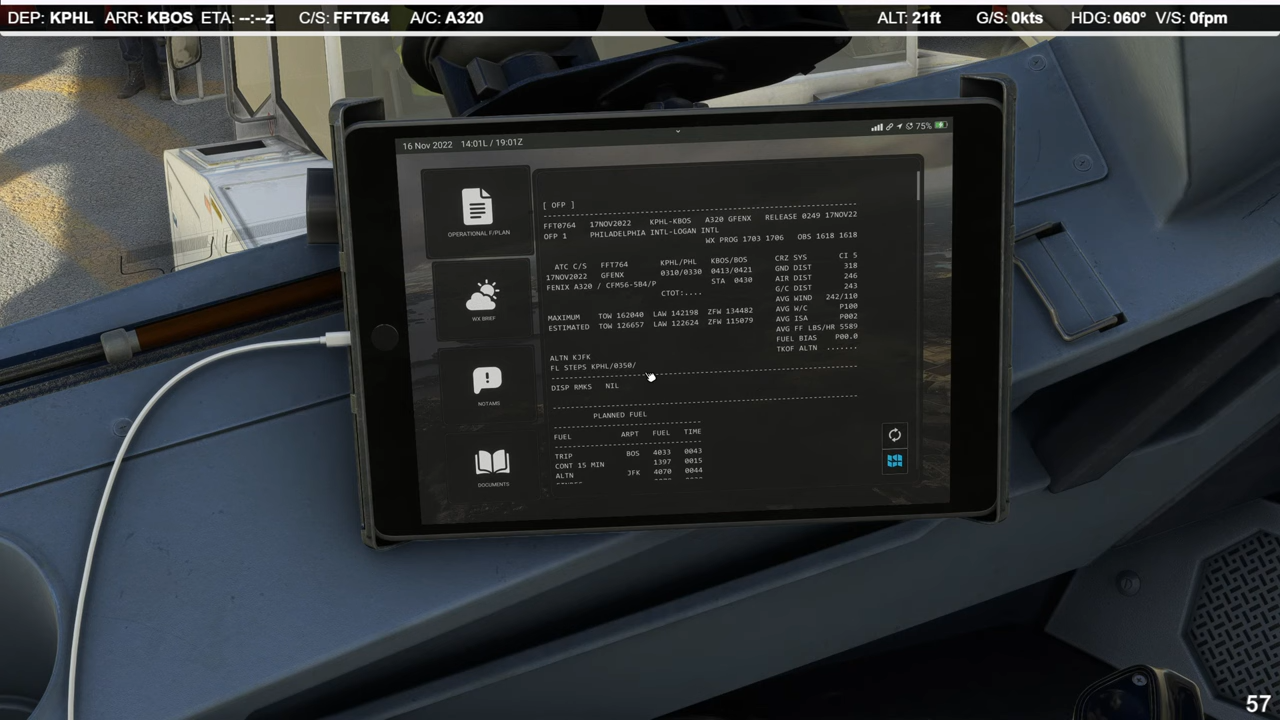 DEP: KPHL ARR: KBOS ETA: --:--z C/S: FFT764 A/C: A320 ALT: 21ft G/S: 0kts HDG: 060° V/S: 0fpm
16 Nov 2022 14:01L / 19:01Z 75%
OPERATIONAL F/PLAN
WX BRIEF
NOTAMS
DOCUMENTS
[ OFP ]
--------------------------------------------------------------------
FFT0764 17NOV2022 KPHL-KBOS A320 GFENX RELEASE 0249 17NOV22
OFP 1 PHILADELPHIA INTL-LOGAN INTL
WX PROG 1703 1706 OBS 1618 1618
ATC C/S FFT764 KPHL/PHL KBOS/BOS CRZ SYS CI 5
17NOV2022 GFENX 0310/0330 0413/0421 GND DIST 318
FENIX A320 / CFM56-5B4/P STA 0430 AIR DIST 246
CTOT:.... G/C DIST 243
AVG WIND 242/110
MAXIMUM TOW 162040 LAW 142198 ZFW 134482 AVG W/C P100
ESTIMATED TOW 126657 LAW 122624 ZFW 115079 AVG ISA P002
AVG FF LBS/HR 5589
FUEL BIAS P00.0
ALTN KJFK TKOF ALTN .......
FL STEPS KPHL/0350/
--------------------------------------------------------------------
DISP RMKS NIL
--------------------------------------------------------------------
PLANNED FUEL
---------------------------------
FUEL ARPT FUEL TIME
---------------------------------
TRIP BOS 4033 0043
CONT 15 MIN 1397 0015
ALTN JFK 4070 0044
57